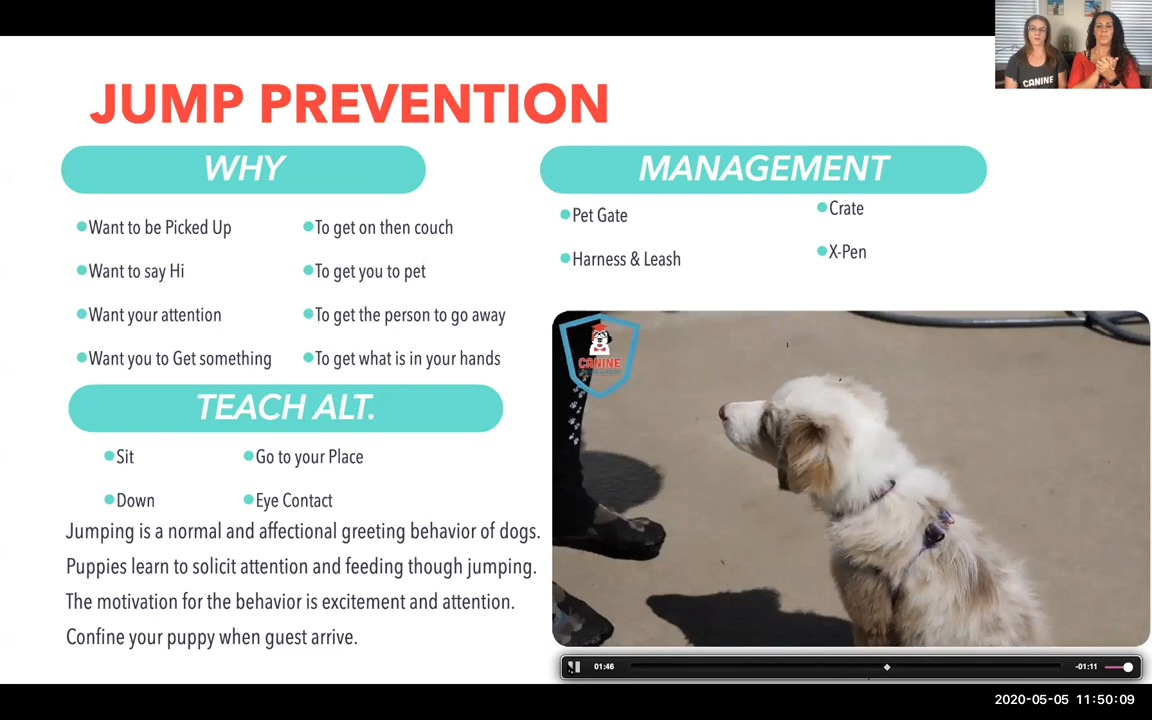 JUMP PREVENTION
WHY
Want to be Picked Up
To get on then couch
Want to say Hi
To get you to pet
Want your attention
To get the person to go away
Want you to Get something
To get what is in your hands
MANAGEMENT
Pet Gate
Crate
Harness & Leash
X-Pen
TEACH ALT.
Sit
Go to your Place
Down
Eye Contact
Jumping is a normal and affectional greeting behavior of dogs.
Puppies learn to solicit attention and feeding though jumping.
The motivation for the behavior is excitement and attention.
Confine your puppy when guest arrive.
CANINE
CANINE
01:46
-01:11
2020-05-05 11:50:09